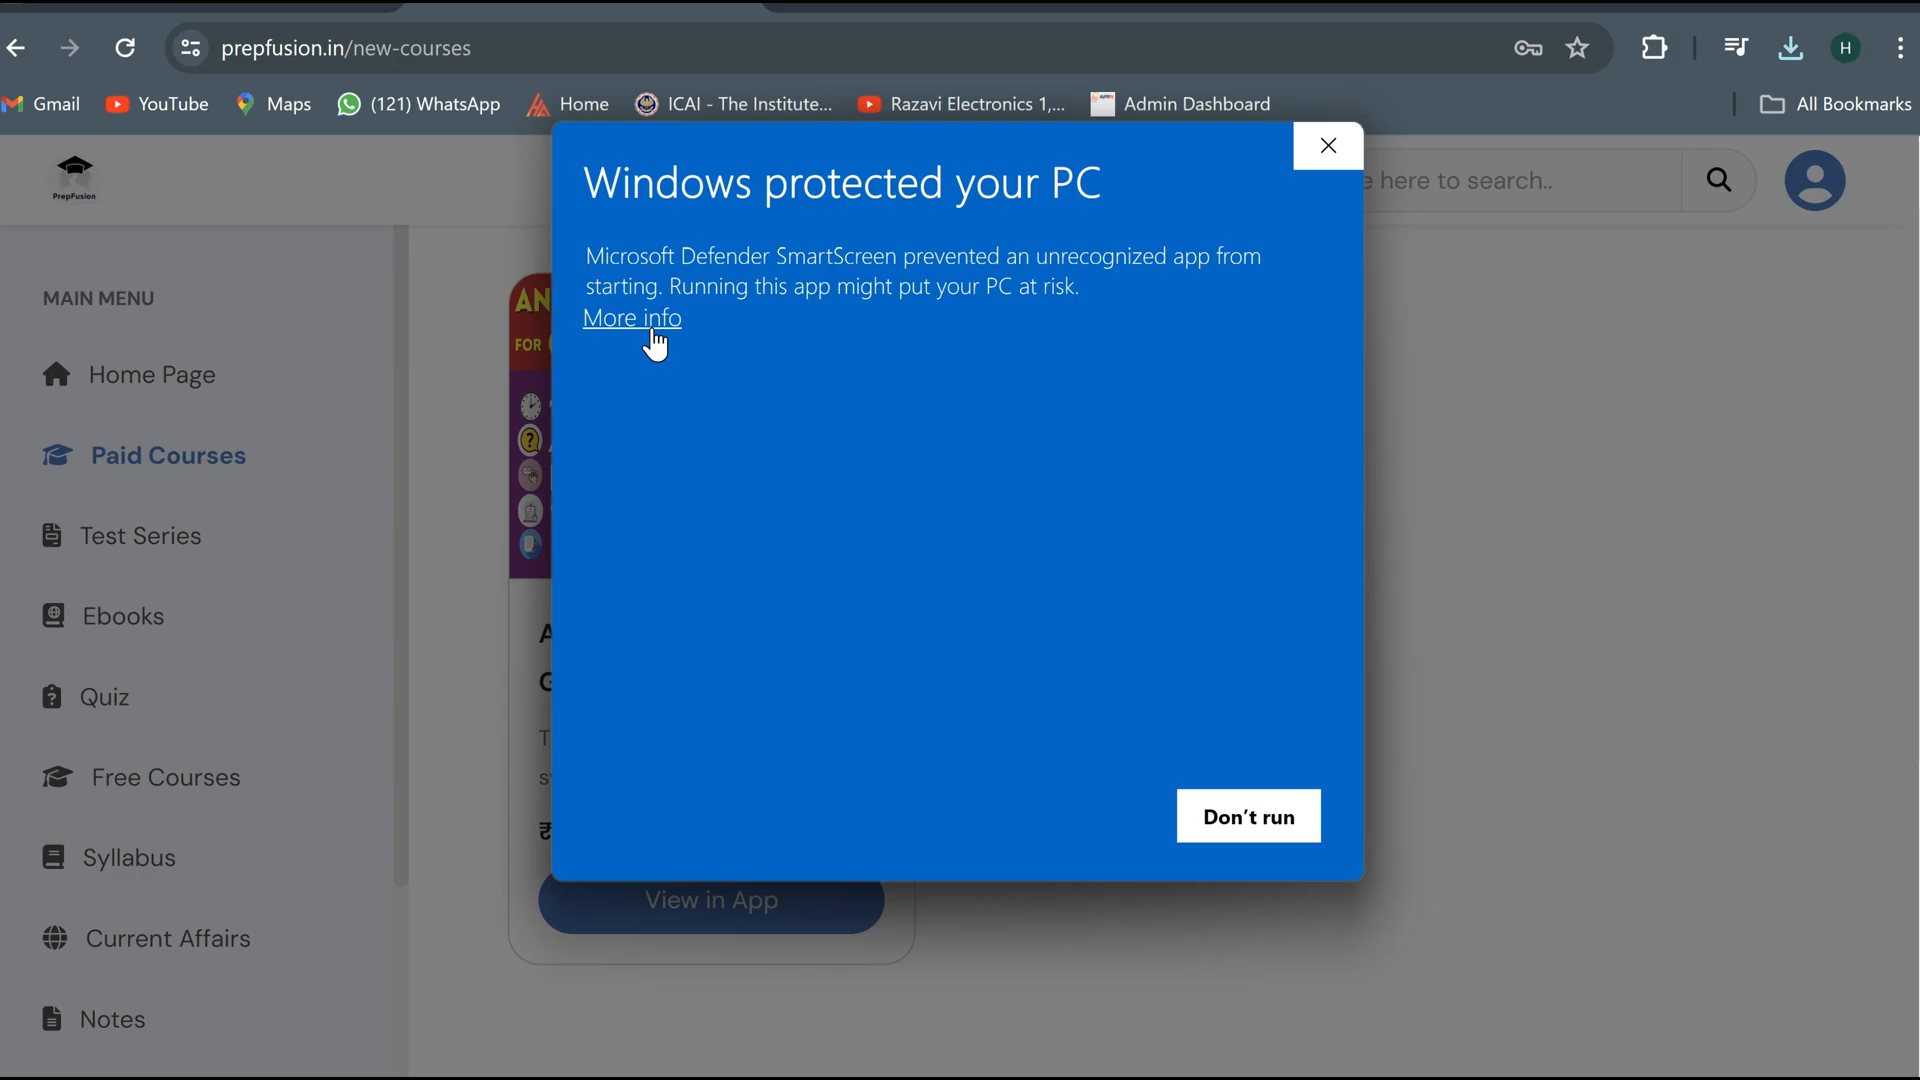 prepfusion.in/new-courses
H
Gmail
YouTube
Maps
(121) WhatsApp
Home
ICAI - The Institute...
Razavi Electronics 1,...
Admin Dashboard
All Bookmarks
PrepFusion
Windows protected your PC
here to search..
Microsoft Defender SmartScreen prevented an unrecognized app from
starting. Running this app might put your PC at risk.
More info
MAIN MENU
Home Page
Paid Courses
Test Series
Ebooks
Quiz
Free Courses
Syllabus
Current Affairs
Notes
AN
FOR
₹
Don't run
View in App